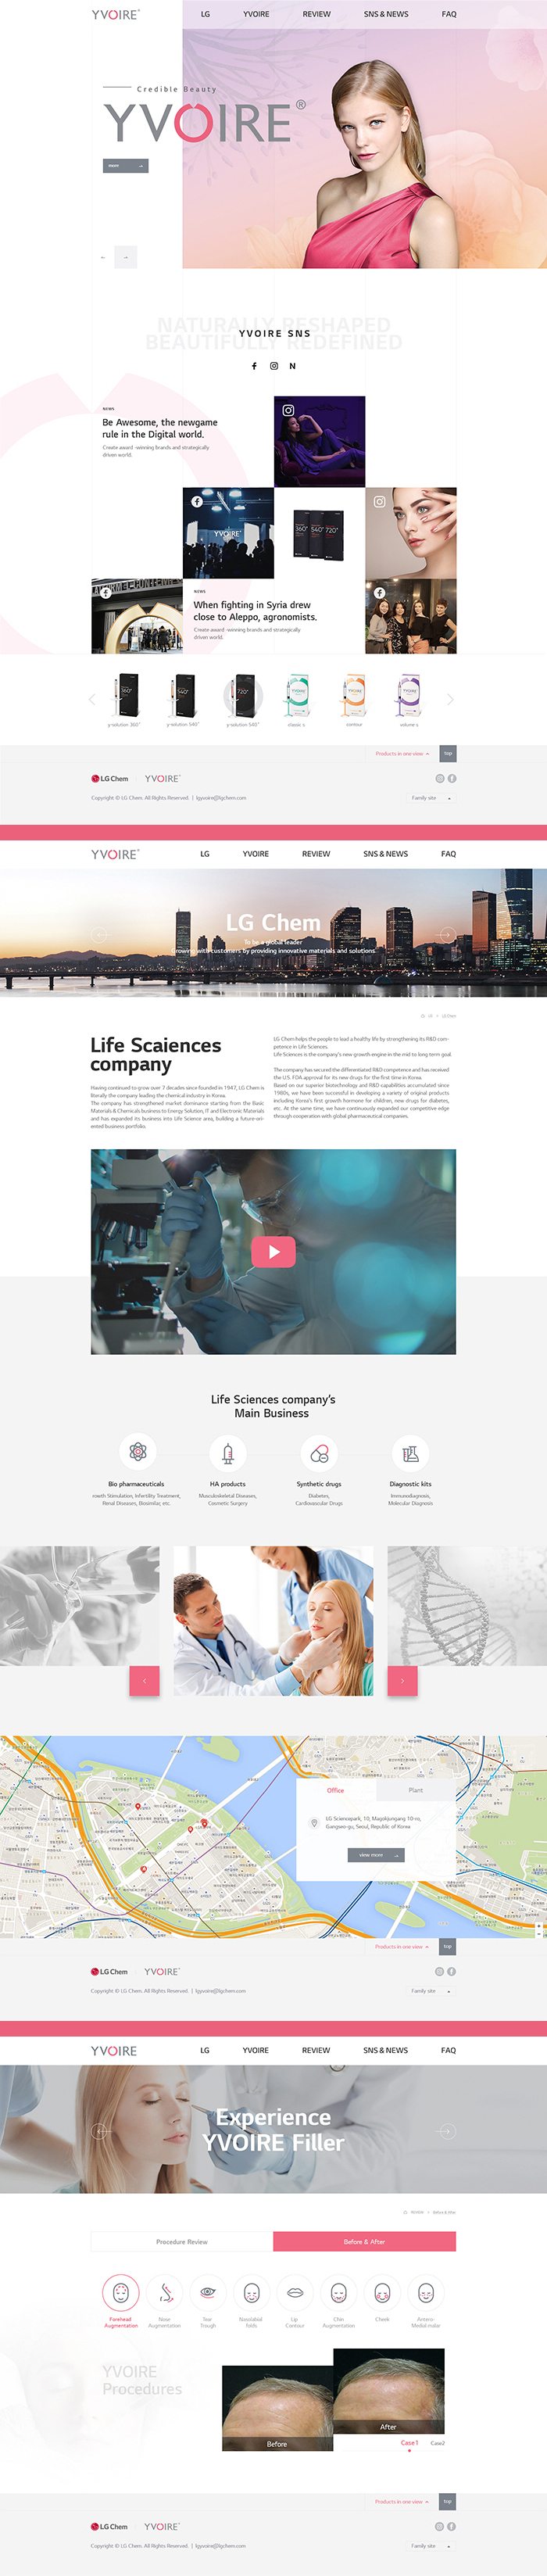 YVOIRE
LG
YVOIRE
REVIEW
SNS & NEWS
FAQ
Credible Beauty
YVOIRE®
more
NATURALLY RESHAPED
BEAUTIFULLY REDEFINED
YVOIRE SNS
N
NEWS
Be Awesome, the newgame
rule in the Digital world.
Create award -winning brands and strategically
driven world.
YVOIRE
360°
540°
720°
NEWS
When fighting in Syria drew
close to Aleppo, agronomists.
Create award -winning brands and strategically
driven world.
y-solution 360°
y-solution 540°
y-solution 540°
classic s
contour
volume s
Products in one view
top
LG Chem
YVOIRE
Copyright © LG Chem. All Rights Reserved. | lgyvoire@lgchem.com
Family site
YVOIRE
LG
YVOIRE
REVIEW
SNS & NEWS
FAQ
LG Chem
To be a global leader
Growing with customers by providing innovative materials and solutions.
LG Chem
Life Scaiences
company
Having continued to grow over 7 decades since founded in 1947, LG Chem is
literally the company leading the chemical industry in Korea.
The company has strengthened market dominance starting from the Basic
Materials & Chemicals business to Energy Solution, IT and Electronic Materials
and has expanded its business into Life Science area, building a future-ori-
ented business portfolio.
LG Chem helps the people to lead a healthy life by strengthening its R&D com-
petence in Life Sciences.
Life Sciences is the company's new growth engine in the mid to long term goal.
The company has secured the differentiated R&D competence and has received
the U.S. FDA approval for its new drugs for the first time in Korea.
Based on our superior biotechnology and R&D capabilities accumulated since
1980s, we have been successful in developing a variety of original products
including Korea's first growth hormone for children, new drugs for diabetes,
etc. At the same time, we have continuously expanded our competitive edge
through cooperation with global pharmaceutical companies.
Life Sciences company's
Main Business
Bio pharmaceuticals
rowth Stimulation, Infertility Treatment,
Renal Diseases, Biosimilar, etc.
HA products
Musculoskeletal Diseases,
Cosmetic Surgery
Synthetic drugs
Diabetes,
Cardiovascular Drugs
Diagnostic kits
Immunodiagnosis,
Molecular Diagnosis
Office
Plant
LG Sciencepark, 10, Magokjungang 10-ro,
Gangseo-gu, Seoul, Republic of Korea
view more
Products in one view
top
LG Chem
YVOIRE
Copyright © LG Chem. All Rights Reserved. | lgyvoire@lgchem.com
Family site
YVOIRE
LG
YVOIRE
REVIEW
SNS & NEWS
FAQ
Experience
YVOIRE Filler
REVIEW > Before & After
Procedure Review
Before & After
Forehead
Augmentation
Nose
Augmentation
Tear
Trough
Nasolabial
Folds
Lip
Contour
Chin
Augmentation
Cheek
Antero-
Medial-malar
YVOIRE
Procedures
Before
After
Case1
Case2
Products in one view
top
LG Chem
YVOIRE
Copyright © LG Chem. All Rights Reserved. | lgyvoire@lgchem.com
Family site